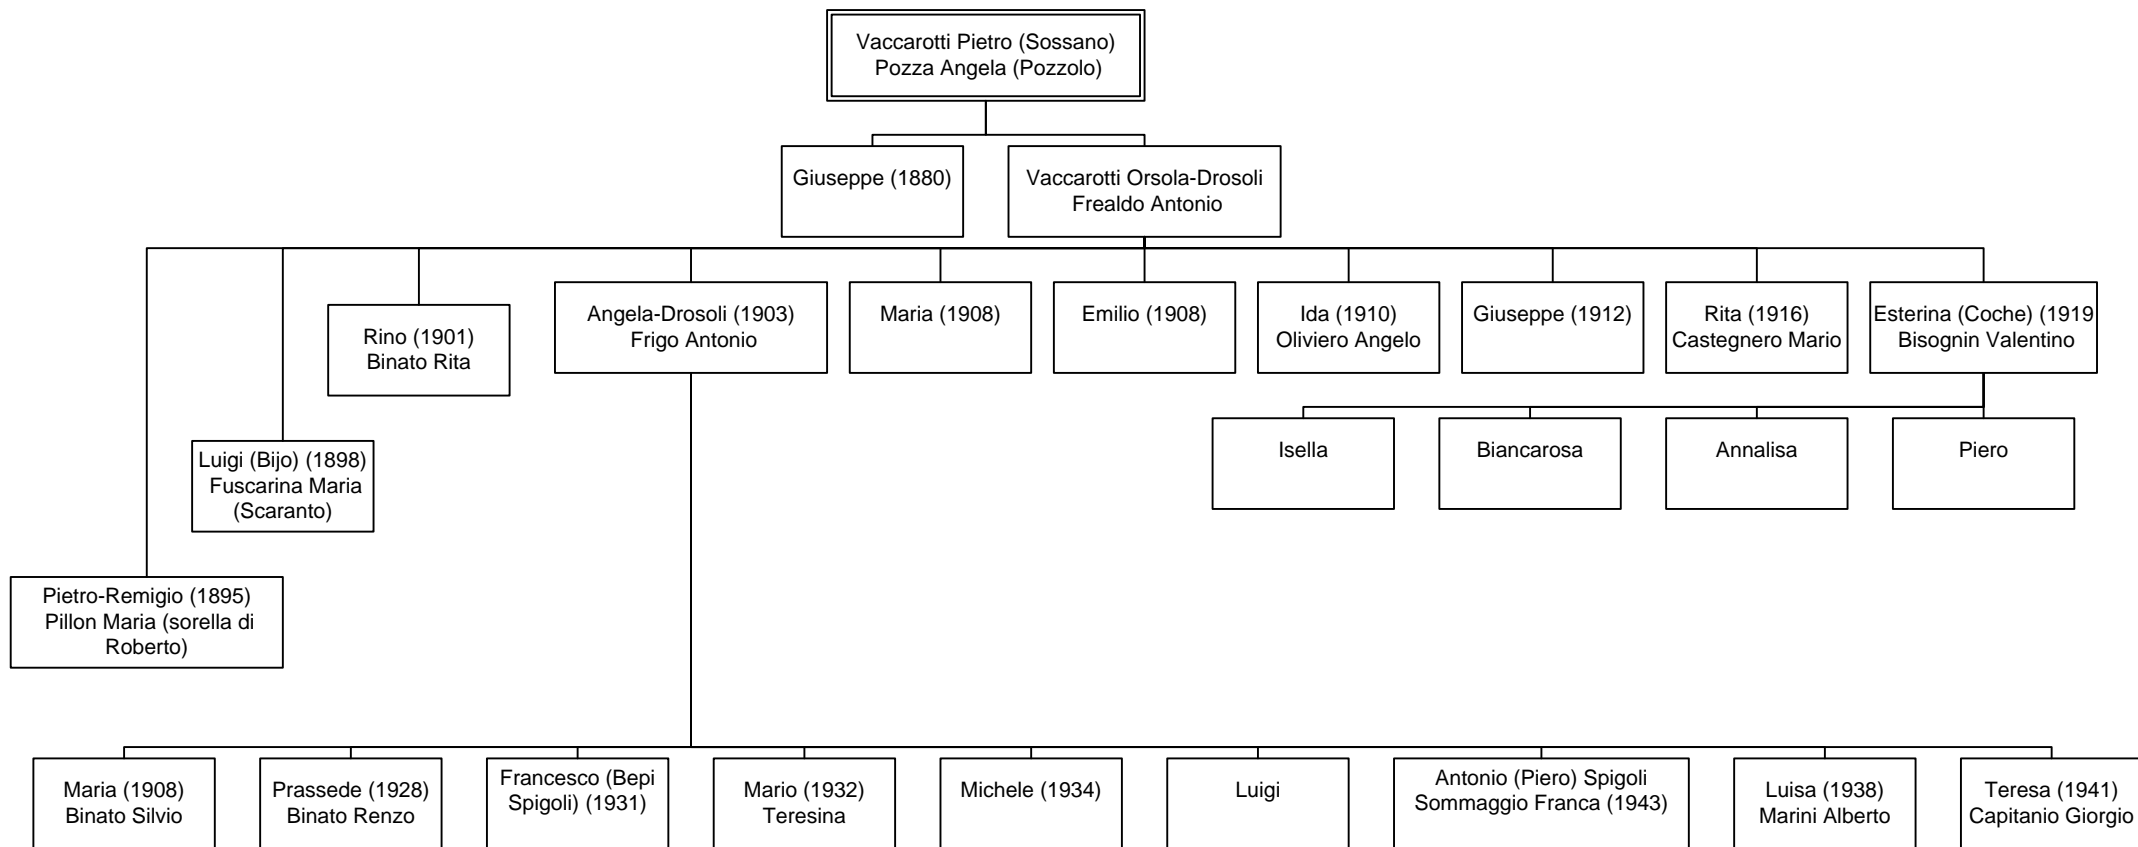 Vaccarotti Pietro (Sossano)
Pozza Angela (Pozzolo)
Giuseppe (1880)
Vaccarotti Orsola-Drosoli
Frealdo Antonio
Rino (1901)
Binato Rita
Angela-Drosoli (1903)
Frigo Antonio
Maria (1908)
Emilio (1908)
Ida (1910)
Oliviero Angelo
Giuseppe (1912)
Rita (1916)
Castegnero Mario
Esterina (Coche) (1919
Bisognin Valentino
Luigi (Bijo) (1898)
Fuscarina Maria
(Scaranto)
Isella
Biancarosa
Annalisa
Piero
Pietro-Remigio (1895)
Pillon Maria (sorella di
Roberto)
Maria (1908)
Binato Silvio
Prassede (1928)
Binato Renzo
Francesco (Bepi
Spigoli) (1931)
Mario (1932)
Teresina
Michele (1934)
Luigi
Antonio (Piero) Spigoli
Sommaggio Franca (1943)
Luisa (1938)
Marini Alberto
Teresa (1941)
Capitanio Giorgio